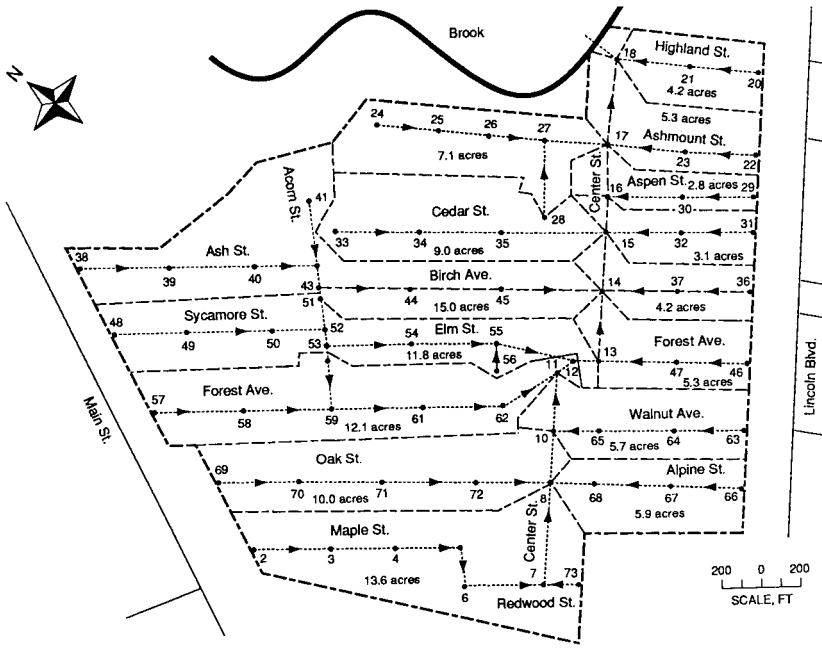 Brook
N
18
Highland St.
21
20
4.2 acres
5.3 acres
24
25
26
27
17
Ashmount St.
23
22
7.1 acres
Center St.
16
Aspen St.
2.8 acres
29
30
Acorn St.
41
28
Cedar St.
33
34
35
15
32
31
9.0 acres
3.1 acres
38
Ash St.
39
40
Birch Ave.
43
44
45
14
37
36
51
15.0 acres
4.2 acres
48
Sycamore St.
49
50
52
53
Elm St.
54
55
56
11.8 acres
11
12
13
Forest Ave.
47
46
5.3 acres
Lincoln Blvd.
57
Forest Ave.
58
59
61
62
12.1 acres
Main St.
10
Walnut Ave.
65
64
63
5.7 acres
69
Oak St.
70
71
72
10.0 acres
8
Alpine St.
68
67
66
5.9 acres
Maple St.
2
3
4
Center St.
13.6 acres
6
7
73
Redwood St.
200 0 200
SCALE, FT